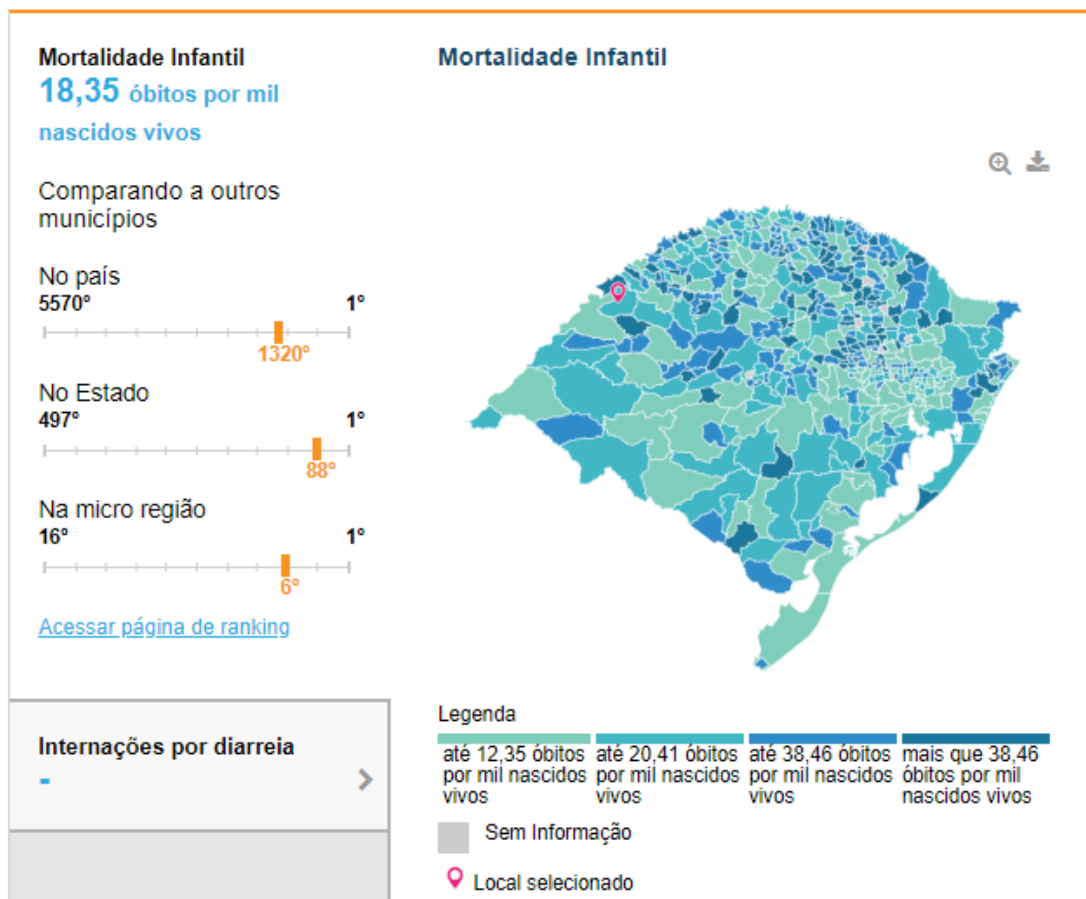 Mortalidade Infantil
18,35 óbitos por mil
nascidos vivos
Comparando a outros
municípios
No país
5570° 1°
1320°
No Estado
497° 1°
88°
Na micro região
16° 1°
6°
Acessar página de ranking
Internações por diarreia
-
Mortalidade Infantil
Legenda
até 12,35 óbitos
por mil nascidos
vivos
até 20,41 óbitos
por mil nascidos
vivos
até 38,46 óbitos
por mil nascidos
vivos
mais que 38,46
óbitos por mil
nascidos vivos
Sem Informação
Local selecionado